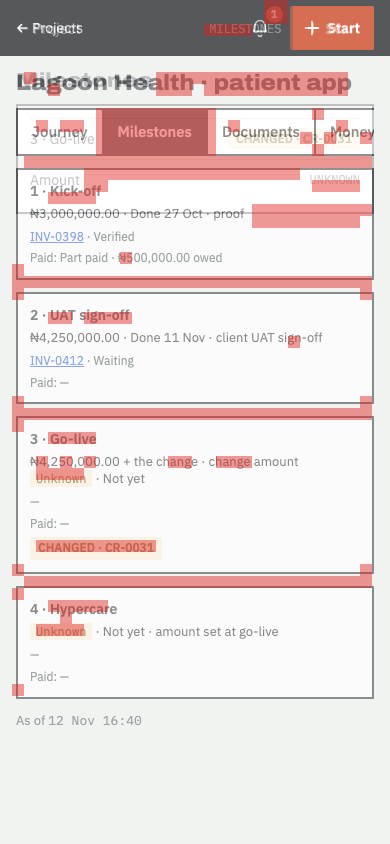 ← Projects
MILESTONES
1
+ Start
Lagoon Health · patient app
Milestones
Journey
Milestones
Documents
Money
3 · Go-live
CHANGED · CR-0031
Amount
UNKNOWN
1 · Kick-off
₦3,000,000.00 · Done 27 Oct · proof
INV-0398 · Verified
Paid: Part paid · ₦500,000.00 owed
2 · UAT sign-off
₦4,250,000.00 · Done 11 Nov · client UAT sign-off
INV-0412 · Waiting
Paid: —
3 · Go-live
₦4,250,000.00 + the change · change amount
Unknown · Not yet
—
Paid: —
CHANGED · CR-0031
4 · Hypercare
Unknown · Not yet · amount set at go-live
—
Paid: —
As of 12 Nov 16:40